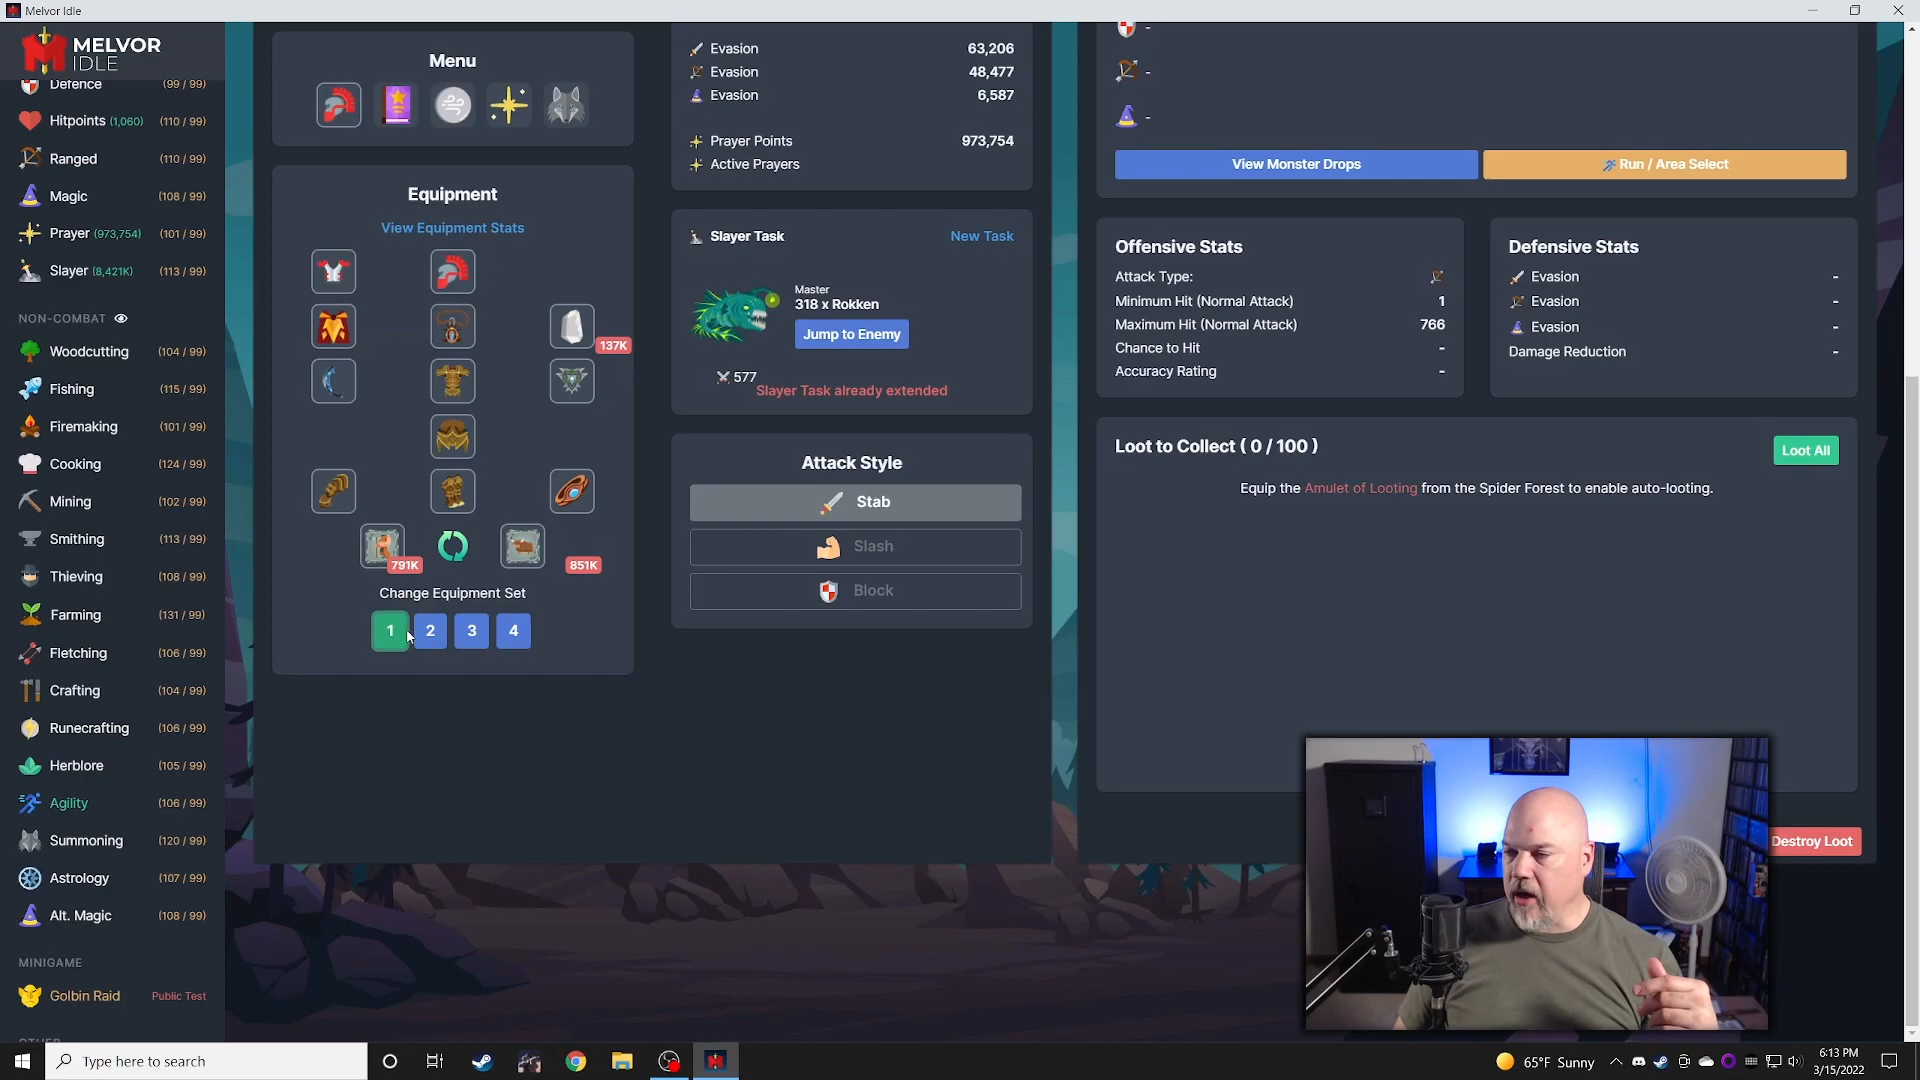 Melvor Idle
MELVOR
IDLE
Defence (99 / 99)
Hitpoints (1,060) (110 / 99)
Ranged (110 / 99)
Magic (108 / 99)
Prayer (973,754) (101 / 99)
Slayer (8,421K) (113 / 99)
NON-COMBAT
Woodcutting (104 / 99)
Fishing (115 / 99)
Firemaking (101 / 99)
Cooking (124 / 99)
Mining (102 / 99)
Smithing (113 / 99)
Thieving (108 / 99)
Farming (131 / 99)
Fletching (106 / 99)
Crafting (104 / 99)
Runecrafting (106 / 99)
Herblore (105 / 99)
Agility (106 / 99)
Summoning (120 / 99)
Astrology (107 / 99)
Alt. Magic (108 / 99)
MINIGAME
Golbin Raid Public Test
Menu
Equipment
View Equipment Stats
137K
791K
851K
Change Equipment Set
1 2 3 4
Evasion 63,206
Evasion 48,477
Evasion 6,587
Prayer Points 973,754
Active Prayers
Slayer Task New Task
Master
318 x Rokken
Jump to Enemy
577
Slayer Task already extended
Attack Style
Stab
Slash
Block
-
-
-
View Monster Drops Run / Area Select
Offensive Stats
Attack Type:
Minimum Hit (Normal Attack) 1
Maximum Hit (Normal Attack) 766
Chance to Hit -
Accuracy Rating -
Defensive Stats
Evasion -
Evasion -
Evasion -
Damage Reduction -
Loot to Collect ( 0 / 100 )
Loot All
Equip the Amulet of Looting from the Spider Forest to enable auto-looting.
Destroy Loot
Type here to search
65°F Sunny
6:13 PM
3/15/2022